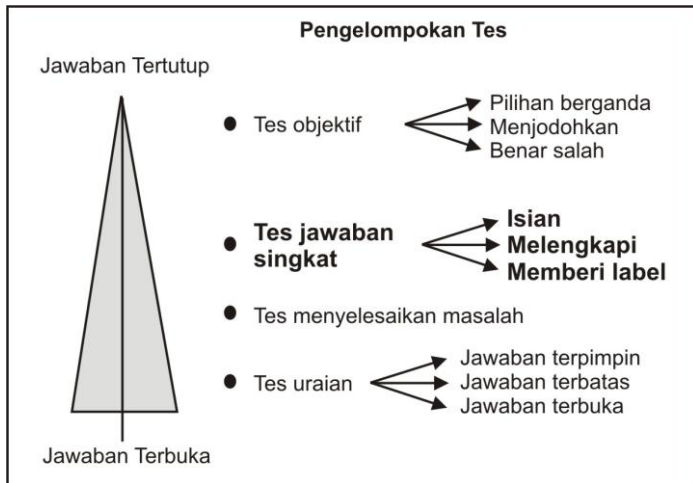 Pengelompokan Tes
Jawaban Tertutup
Tes objektif
Pilihan berganda
Menjodohkan
Benar salah
Tes jawaban
singkat
Isian
Melengkapi
Memberi label
Tes menyelesaikan masalah
Tes uraian
Jawaban terpimpin
Jawaban terbatas
Jawaban terbuka
Jawaban Terbuka